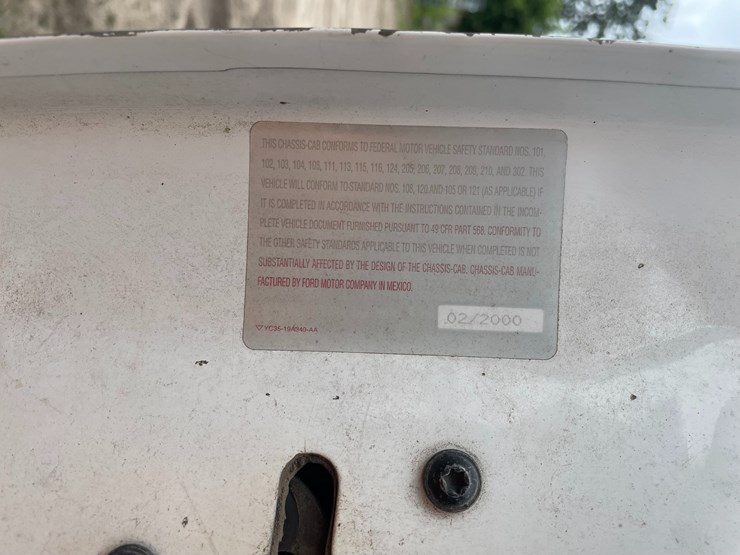 THIS CHASSIS-CAB CONFORMS TO FEDERAL MOTOR VEHICLE SAFETY STANDARD NOS. 101,
102, 103, 104, 105, 111, 113, 115, 116, 124, 205, 206, 207, 208, 209, 210, AND 302. THIS
VEHICLE WILL CONFORM TO STANDARD NOS. 108, 120 AND 105 OR 121 (AS APPLICABLE) IF
IT IS COMPLETED IN ACCORDANCE WITH THE INSTRUCTIONS CONTAINED IN THE INCOM-
PLETE VEHICLE DOCUMENT FURNISHED PURSUANT TO 49 CFR PART 568. CONFORMITY TO
THE OTHER SAFETY STANDARDS APPLICABLE TO THIS VEHICLE WHEN COMPLETED IS NOT
SUBSTANTIALLY AFFECTED BY THE DESIGN OF THE CHASSIS-CAB. CHASSIS-CAB MANU-
FACTURED BY FORD MOTOR COMPANY IN MEXICO.
02/2000